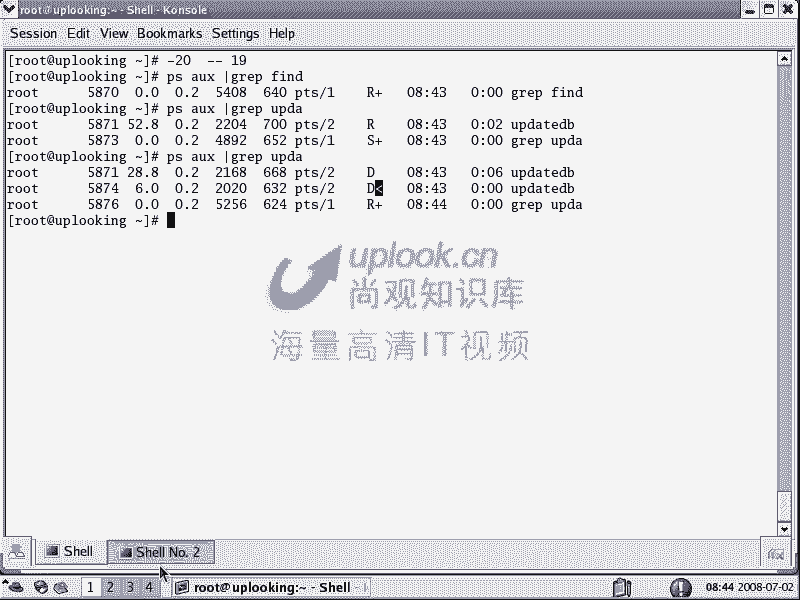 root@uplooking:~ - Shell - Konsole
Session Edit View Bookmarks Settings Help
[root@uplooking ~]# -20  -- 19
[root@uplooking ~]# ps aux |grep find
root      5870  0.0  0.2  5408   640 pts/1    R+   08:43   0:00 grep find
[root@uplooking ~]# ps aux |grep upda
root      5871 52.8  0.2  2204   700 pts/2    R    08:43   0:02 updatedb
root      5873  0.0  0.2  4892   652 pts/1    S+   08:43   0:00 grep upda
[root@uplooking ~]# ps aux |grep upda
root      5871 28.8  0.2  2168   668 pts/2    D    08:43   0:06 updatedb
root      5874  6.0  0.2  2020   632 pts/2    D<   08:43   0:00 updatedb
root      5876  0.0  0.2  5256   624 pts/1    R+   08:44   0:00 grep upda
[root@uplooking ~]#
uplook.cn
尚观知识库
海量高清IT视频
Shell
Shell No. 2
1 2 3 4
root@uplooking:~ - Shell -
08:44 2008-07-02